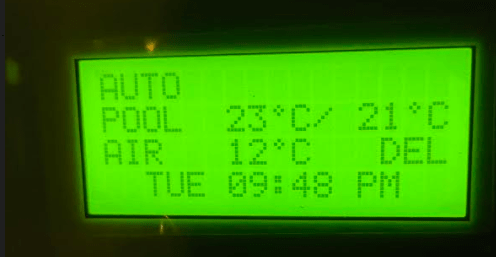 AUTO
POOL 23°C/ 21°C
AIR 12°C DEL
TUE 09:48 PM